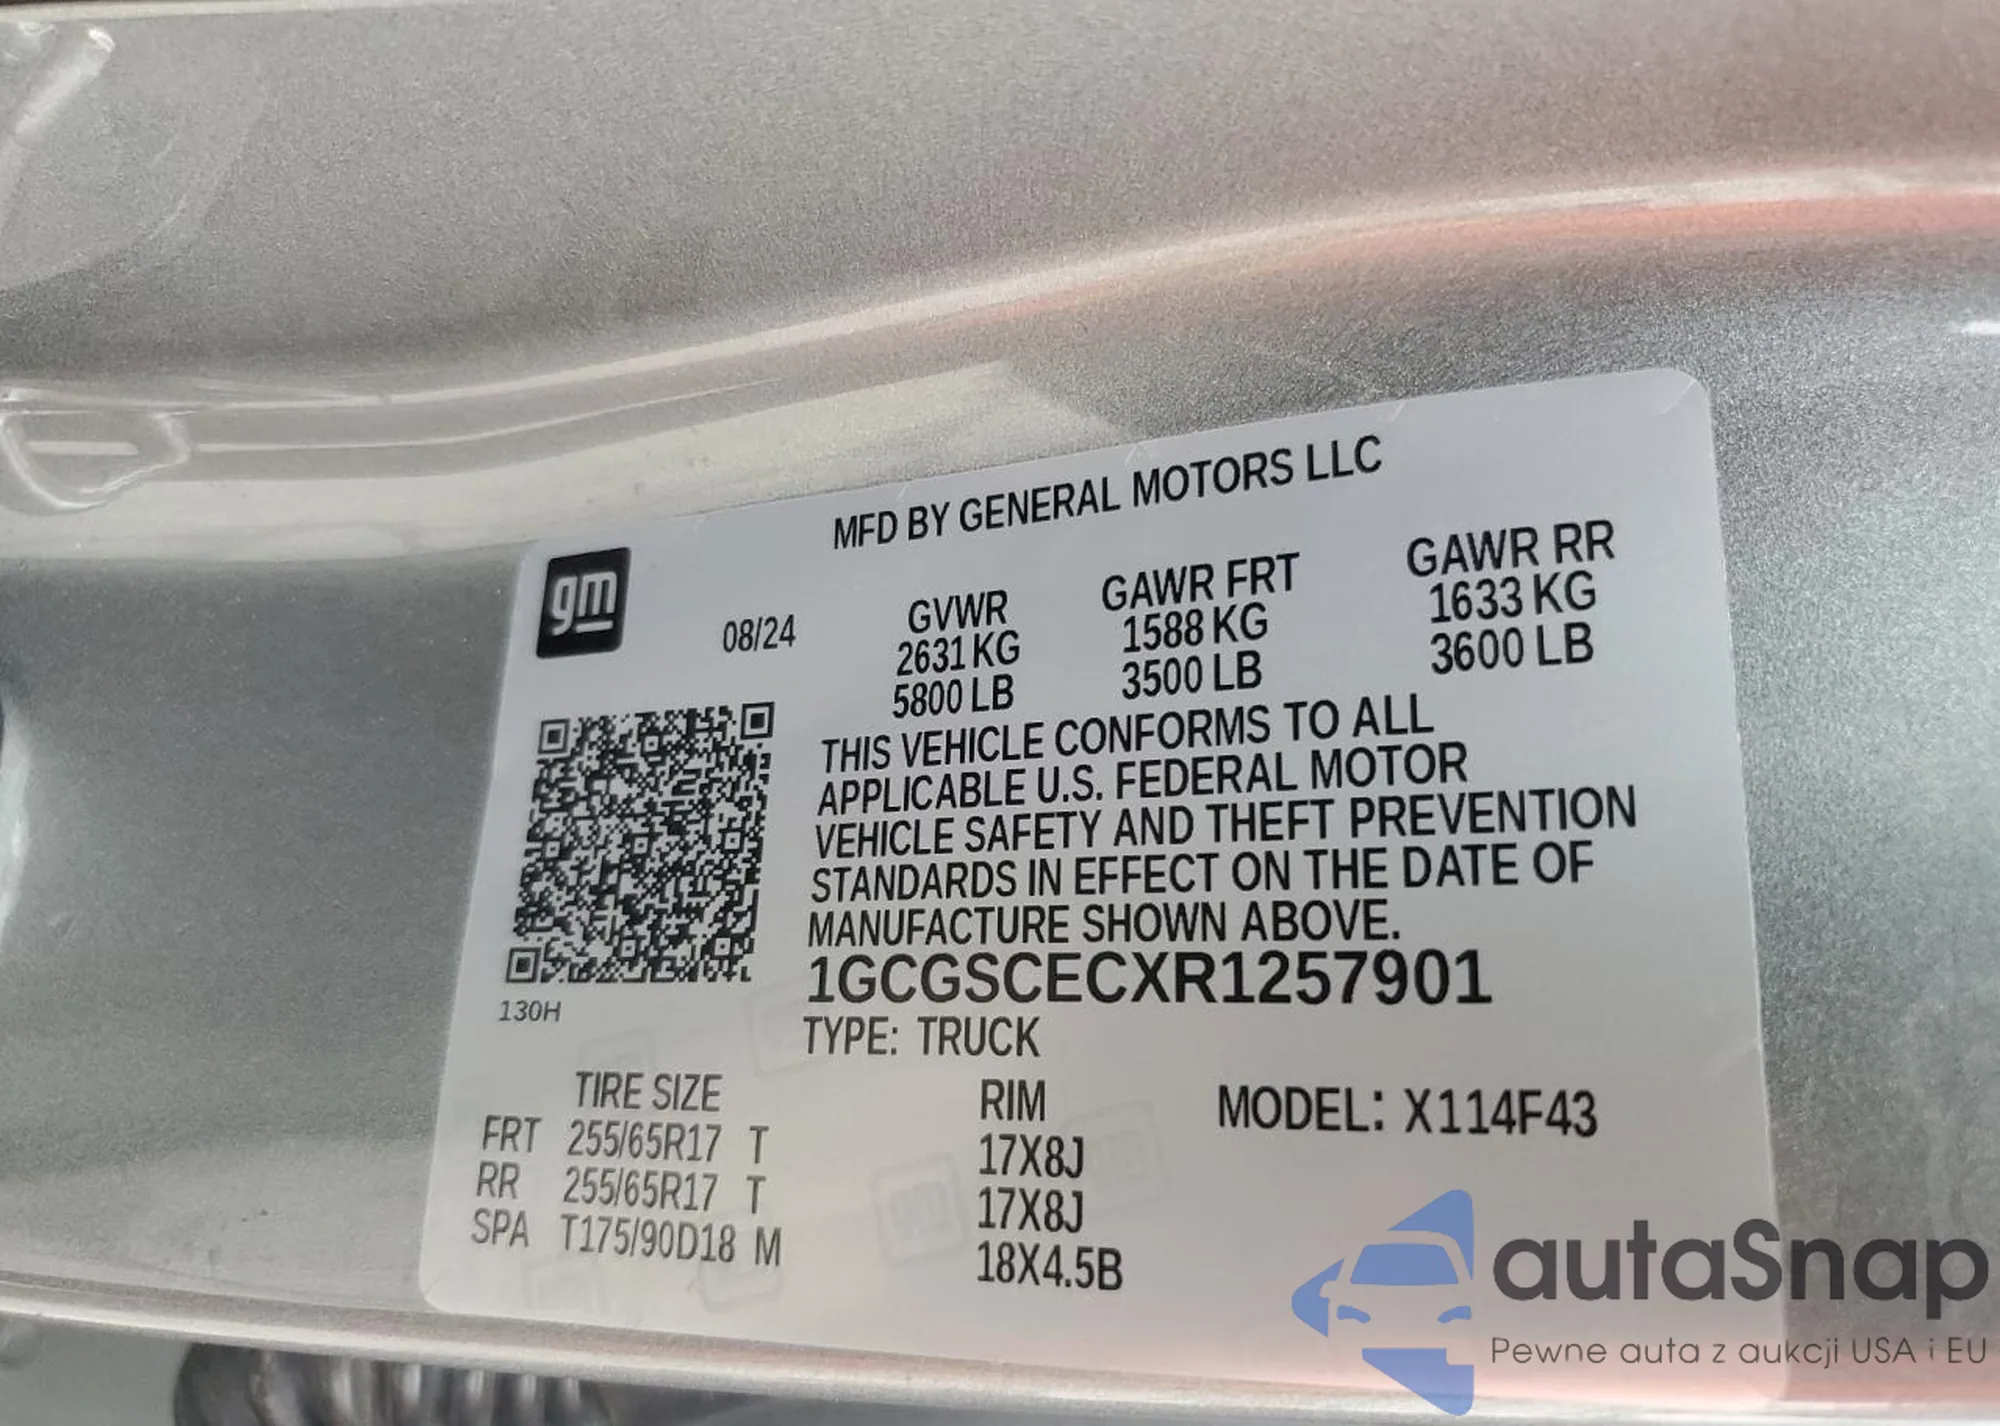 MFD BY GENERAL MOTORS LLC
gm
08/24
GVWR GAWR FRT GAWR RR
2631 KG 1588 KG 1633 KG
5800 LB 3500 LB 3600 LB
THIS VEHICLE CONFORMS TO ALL
APPLICABLE U.S. FEDERAL MOTOR
VEHICLE SAFETY AND THEFT PREVENTION
STANDARDS IN EFFECT ON THE DATE OF
MANUFACTURE SHOWN ABOVE.
1GCGSCECXR1257901
130H
TYPE: TRUCK
TIRE SIZE RIM MODEL: X114F43
FRT 255/65R17 T 17X8J
RR 255/65R17 T 17X8J
SPA T175/90D18 M 18X4.5B
autaSnap
Pewne auta z aukcji USA i EU